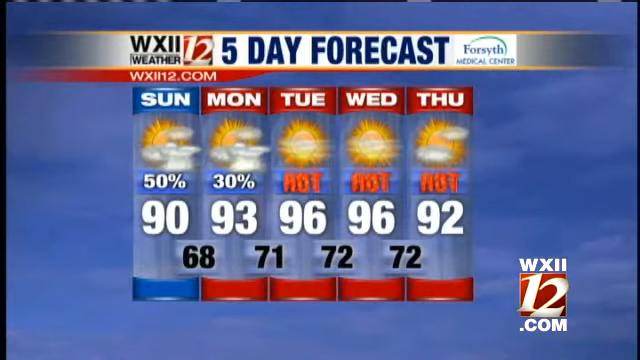 WXII 12
WEATHER
5 DAY FORECAST
Forsyth
MEDICAL CENTER
WXII12.COM
SUN MON TUE WED THU
50% 30% HOT HOT HOT
90 93 96 96 92
68 71 72 72
WXII
12
.COM